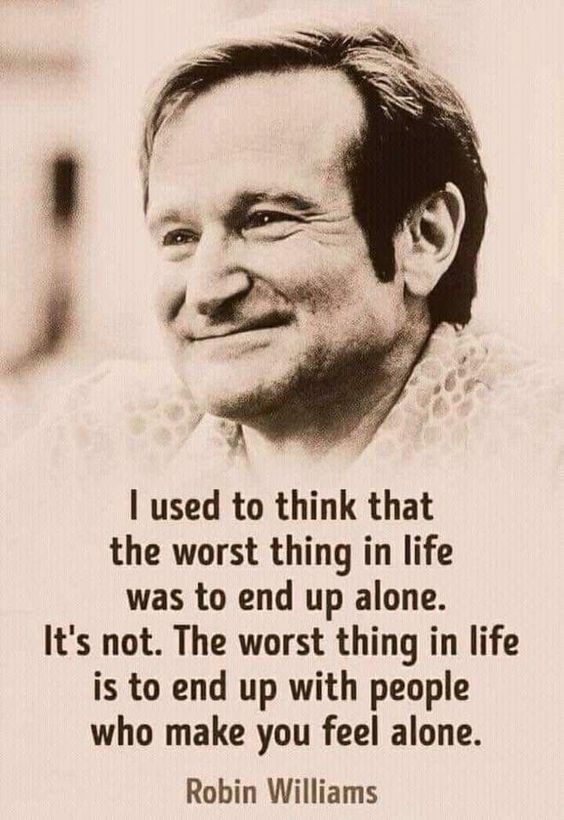 I used to think that
the worst thing in life
was to end up alone.
It's not. The worst thing in life
is to end up with people
who make you feel alone.
Robin Williams